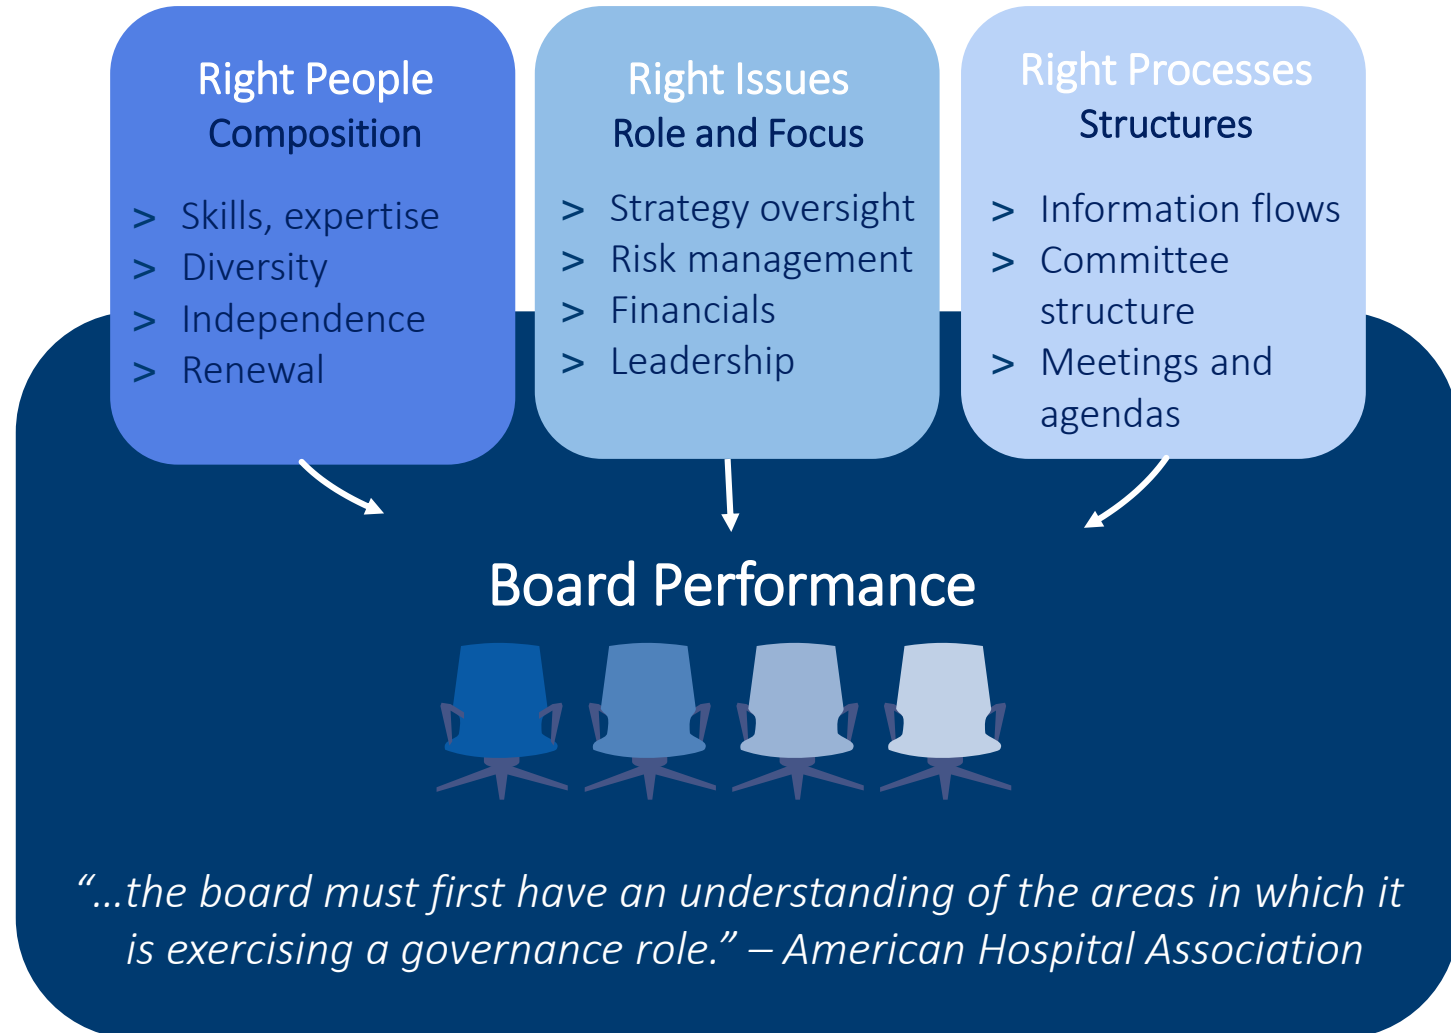 Right People
Composition
> Skills, expertise
> Diversity
> Independence
> Renewal
Right Issues
Role and Focus
> Strategy oversight
> Risk management
> Financials
> Leadership
Right Processes
Structures
> Information flows
> Committee
structure
> Meetings and
agendas
Board Performance
“…the board must first have an understanding of the areas in which it
is exercising a governance role.” – American Hospital Association